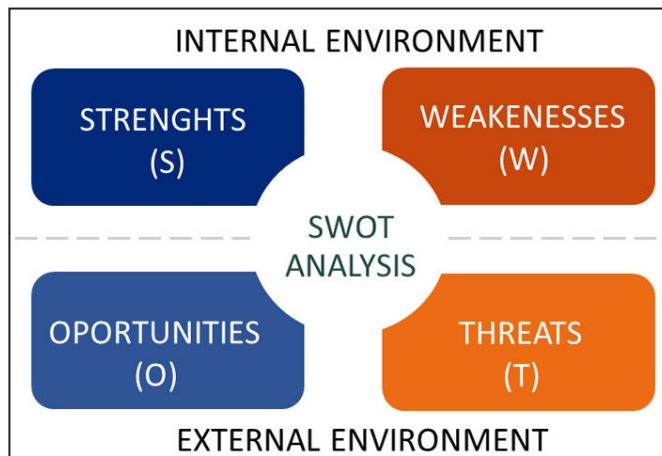 INTERNAL ENVIRONMENT
STRENGHTS
(S)
WEAKENESSES
(W)
SWOT
ANALYSIS
OPORTUNITIES
(O)
THREATS
(T)
EXTERNAL ENVIRONMENT